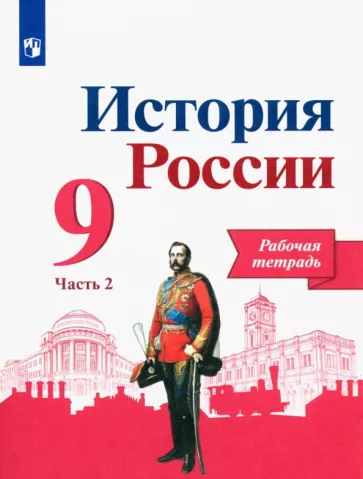 История
России
9
Часть 2
Рабочая
тетрадь